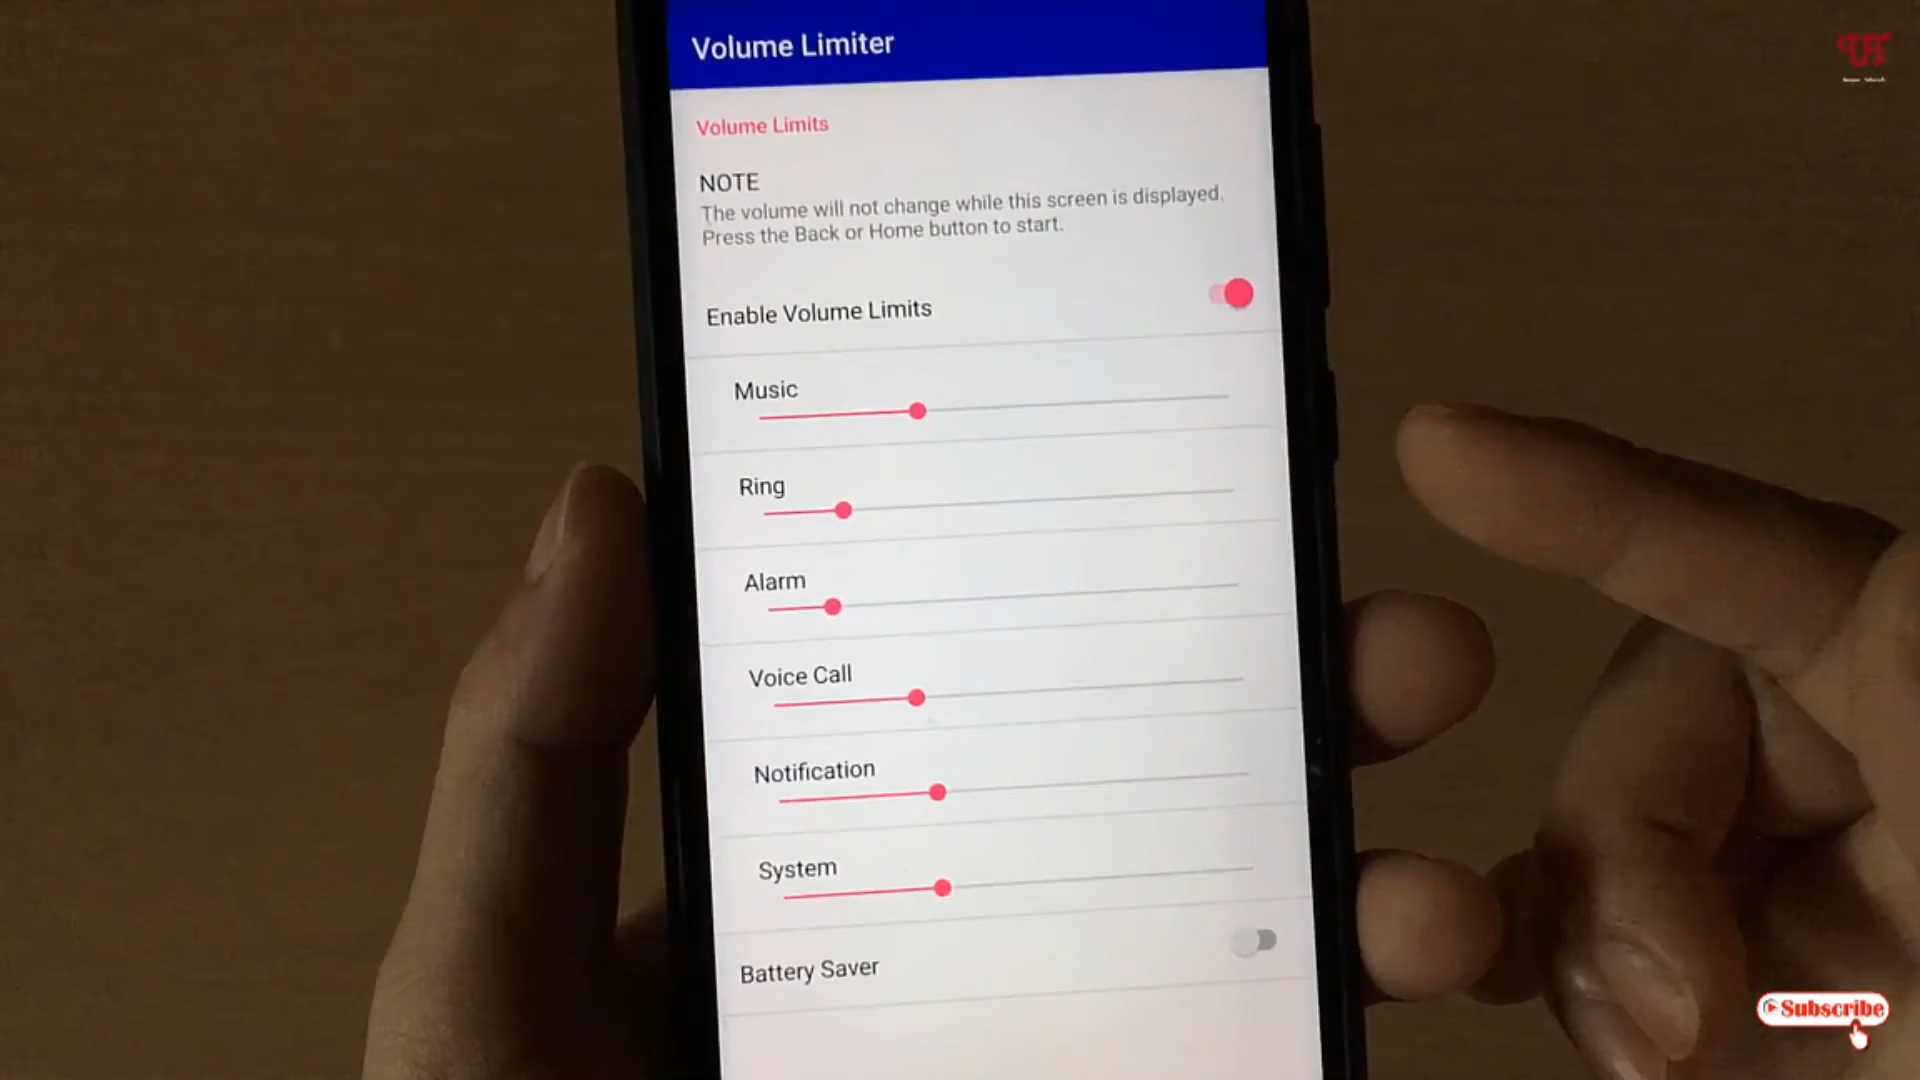 Volume Limiter
Volume Limits
NOTE
The volume will not change while this screen is displayed.
Press the Back or Home button to start.
Enable Volume Limits
Music
Ring
Alarm
Voice Call
Notification
System
Battery Saver
Subscribe